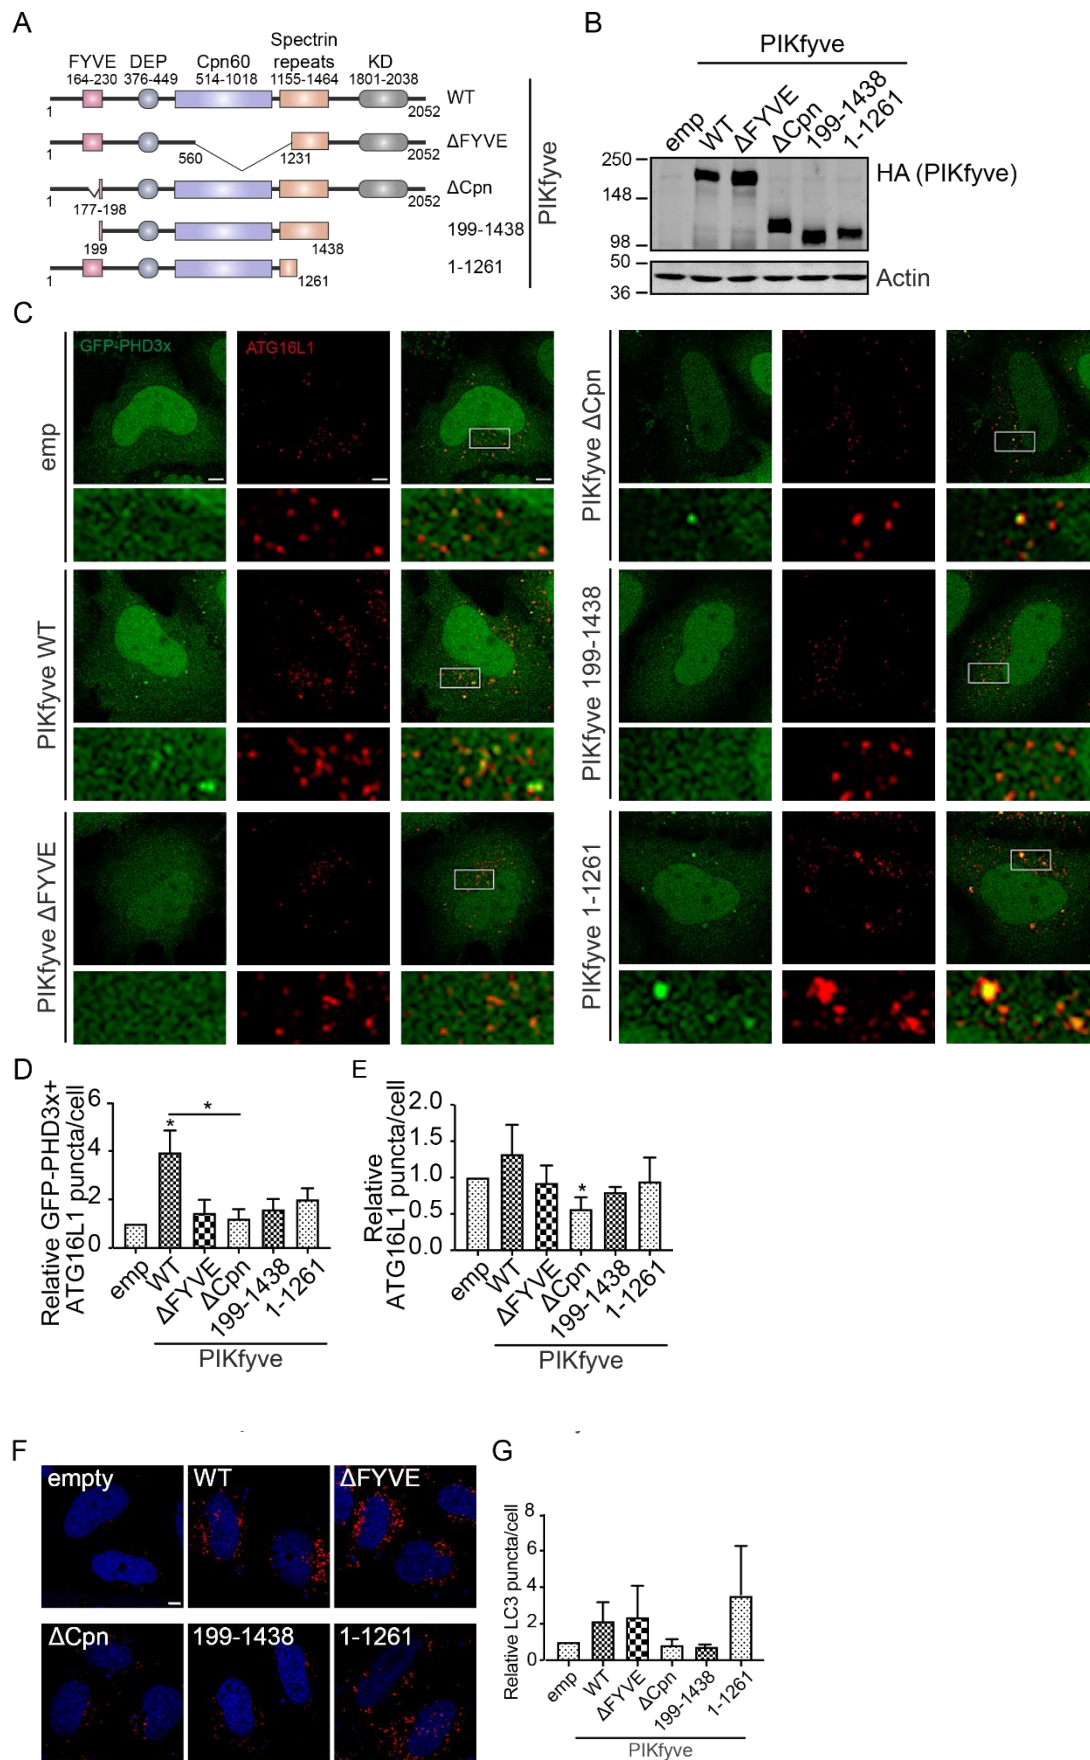 A
FYVE DEP Cpn60 Spectrin repeats KD
164-230 376-449 514-1018 1155-1464 1801-2038
1 2052 WT
1 560 1231 2052 ΔFYVE
1 177-198 2052 ΔCpn
199 1438 199-1438
1 1261 1-1261
PIKfyve
B
PIKfyve
emp WT ΔFYVE ΔCpn 199-1438 1-1261
250
148
98
HA (PIKfyve)
50
36
Actin
C
GFP-PHD3x ATG16L1
emp
PIKfyve WT
PIKfyve ΔFYVE
PIKfyve ΔCpn
PIKfyve 199-1438
PIKfyve 1-1261
D
Relative GFP-PHD3x+
ATG16L1 puncta/cell
6
4
2
0
*
*
emp WT ΔFYVE ΔCpn 199-1438 1-1261
PIKfyve
E
Relative
ATG16L1 puncta/cell
2.0
1.5
1.0
0.5
0.0
*
emp WT ΔFYVE ΔCpn 199-1438 1-1261
PIKfyve
F
empty WT ΔFYVE
ΔCpn 199-1438 1-1261
G
Relative LC3 puncta/cell
8
6
4
2
0
emp WT ΔFYVE ΔCpn 199-1438 1-1261
PIKfyve